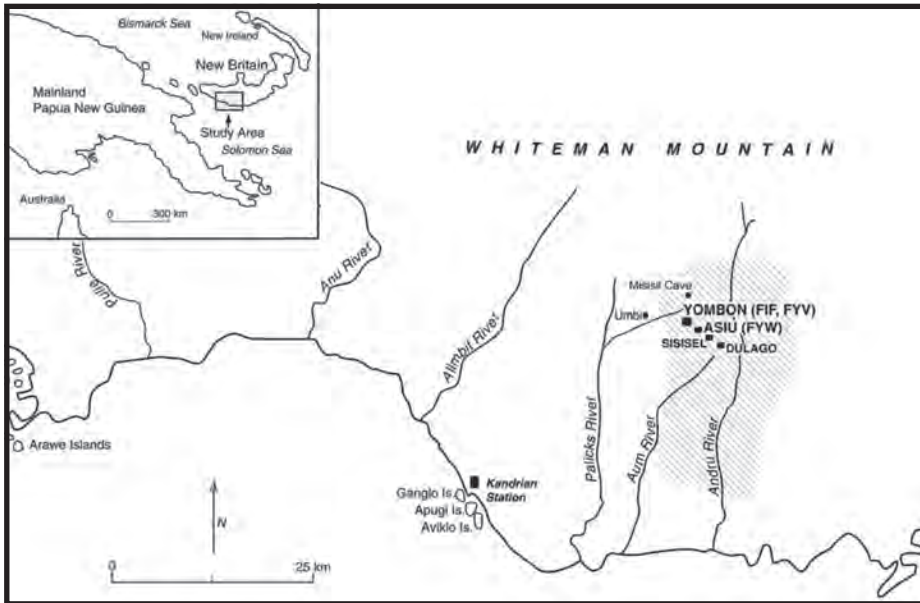 Bismarck Sea
New Ireland
New Britain
Mainland
Papua New Guinea
Study Area
Solomon Sea
Australia
0 300 km
WHITEMAN MOUNTAIN
Pulie River
Anu River
Alimbit River
Misisil Cave
Umbi
YOMBON (FIF, FYV)
ASIU (FYW)
SISISEL
DULAGO
Palicks River
Aum River
Andru River
Arawe Islands
Kandrian
Station
Ganglo Is.
Apugi Is.
Aviklo Is.
N
0 25 km